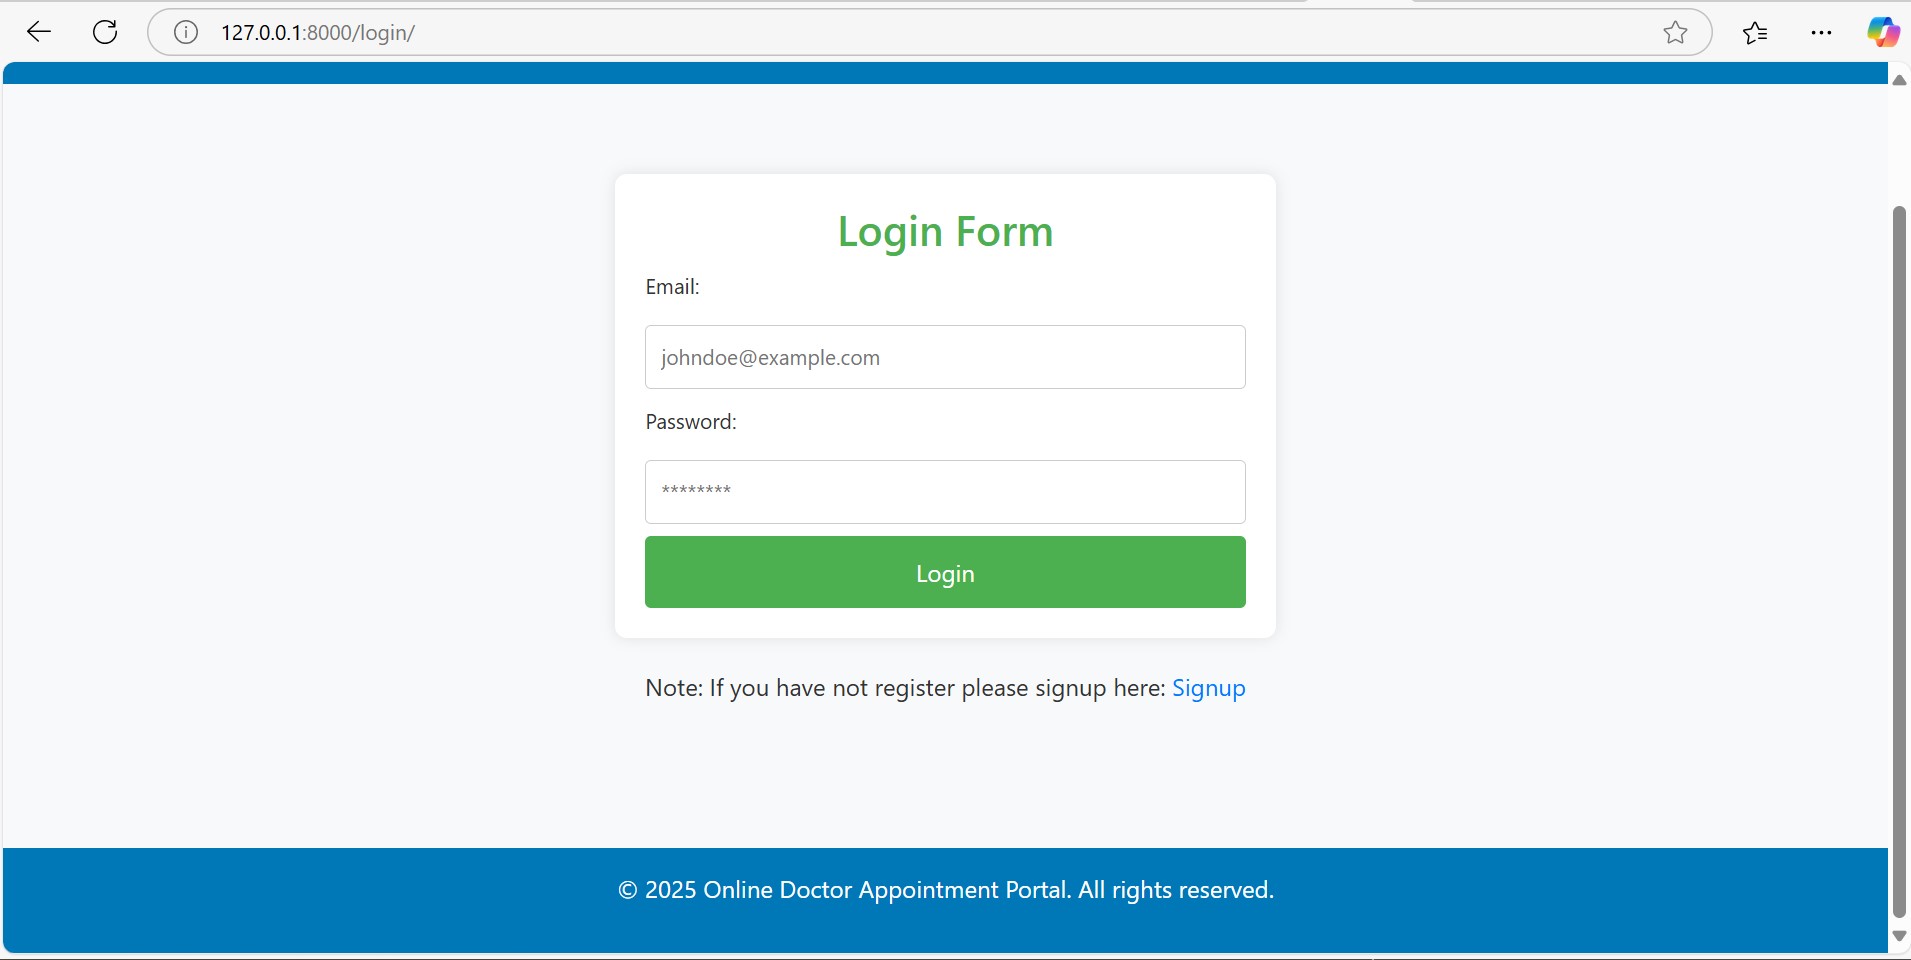 127.0.0.1:8000/login/
Login Form
Email:
johndoe@example.com
Password:
********
Login
Note: If you have not register please signup here: Signup
© 2025 Online Doctor Appointment Portal. All rights reserved.